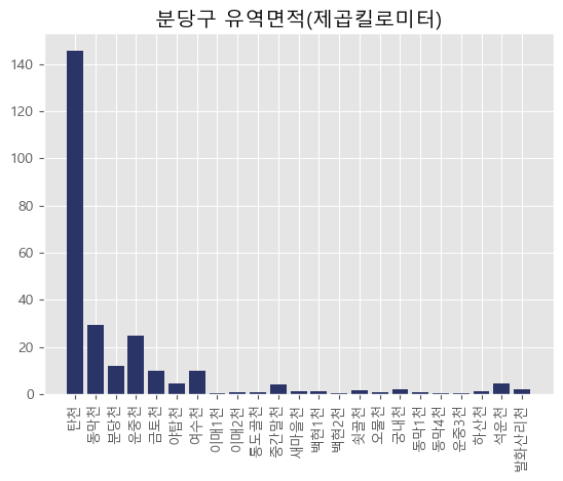 분당구 유역면적(제곱킬로미터)
140
120
100
80
60
40
20
0
탄천
동막천
분당천
운중천
금토천
야탑천
여수천
이매1천
이매2천
통도골천
중간말천
새마을천
백현1천
백현2천
쇳골천
오물천
궁내천
동막1천
동막4천
운중3천
하산천
석운천
발화산리천